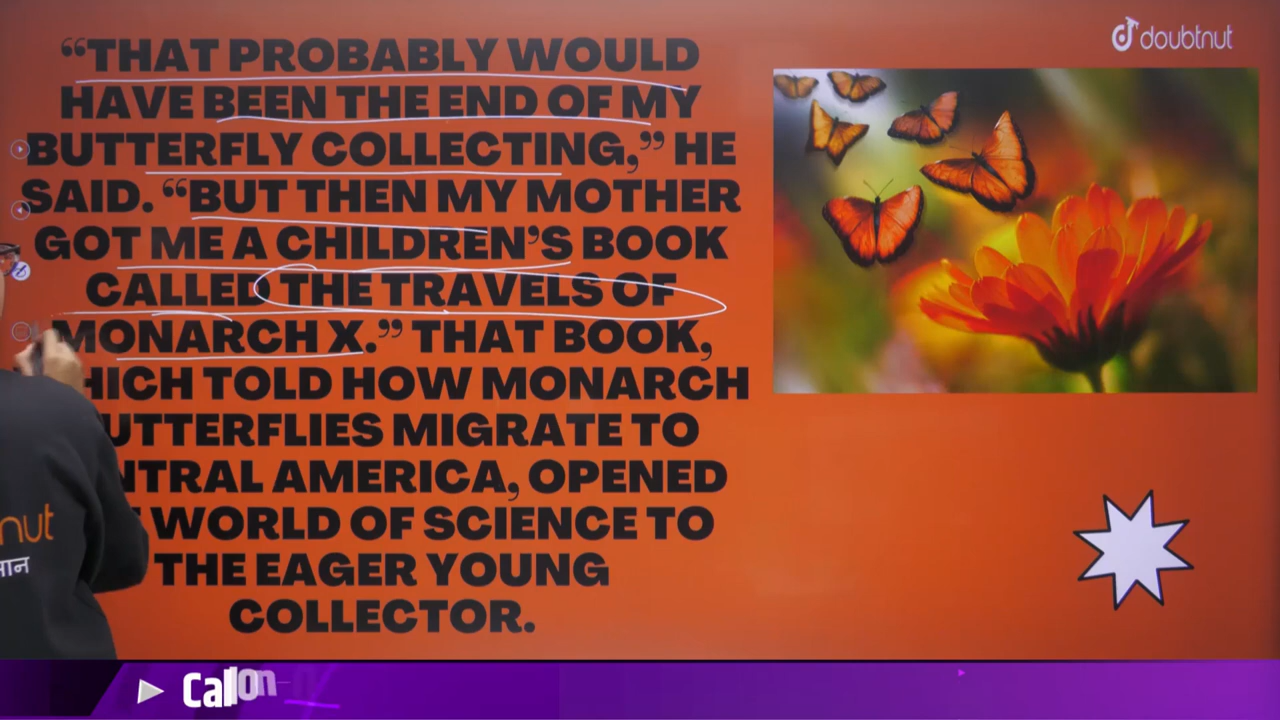 doubtnut
“THAT PROBABLY WOULD
HAVE BEEN THE END OF MY
BUTTERFLY COLLECTING,” HE
SAID. “BUT THEN MY MOTHER
GOT ME A CHILDREN’S BOOK
CALLED THE TRAVELS OF
MONARCH X.” THAT BOOK,
HICH TOLD HOW MONARCH
UTTERFLIES MIGRATE TO
NTRAL AMERICA, OPENED
WORLD OF SCIENCE TO
THE EAGER YOUNG
COLLECTOR.
nut
मान
Callon